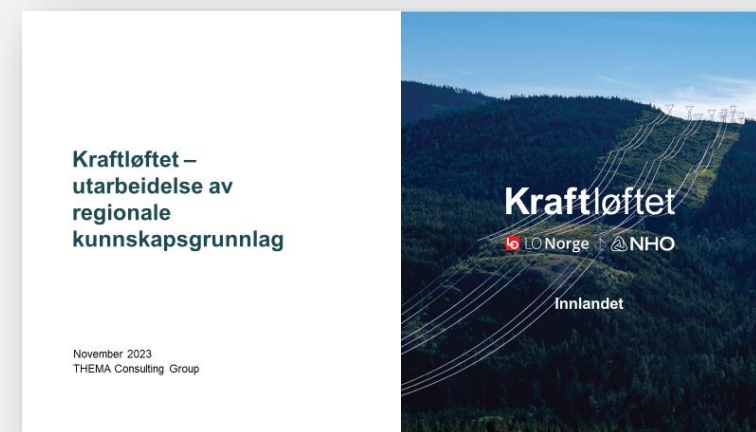 Kraftløftet –
utarbeidelse av
regionale
kunnskapsgrunnlag
November 2023
THEMA Consulting Group
Kraftløftet
LO Norge | NHO
Innlandet